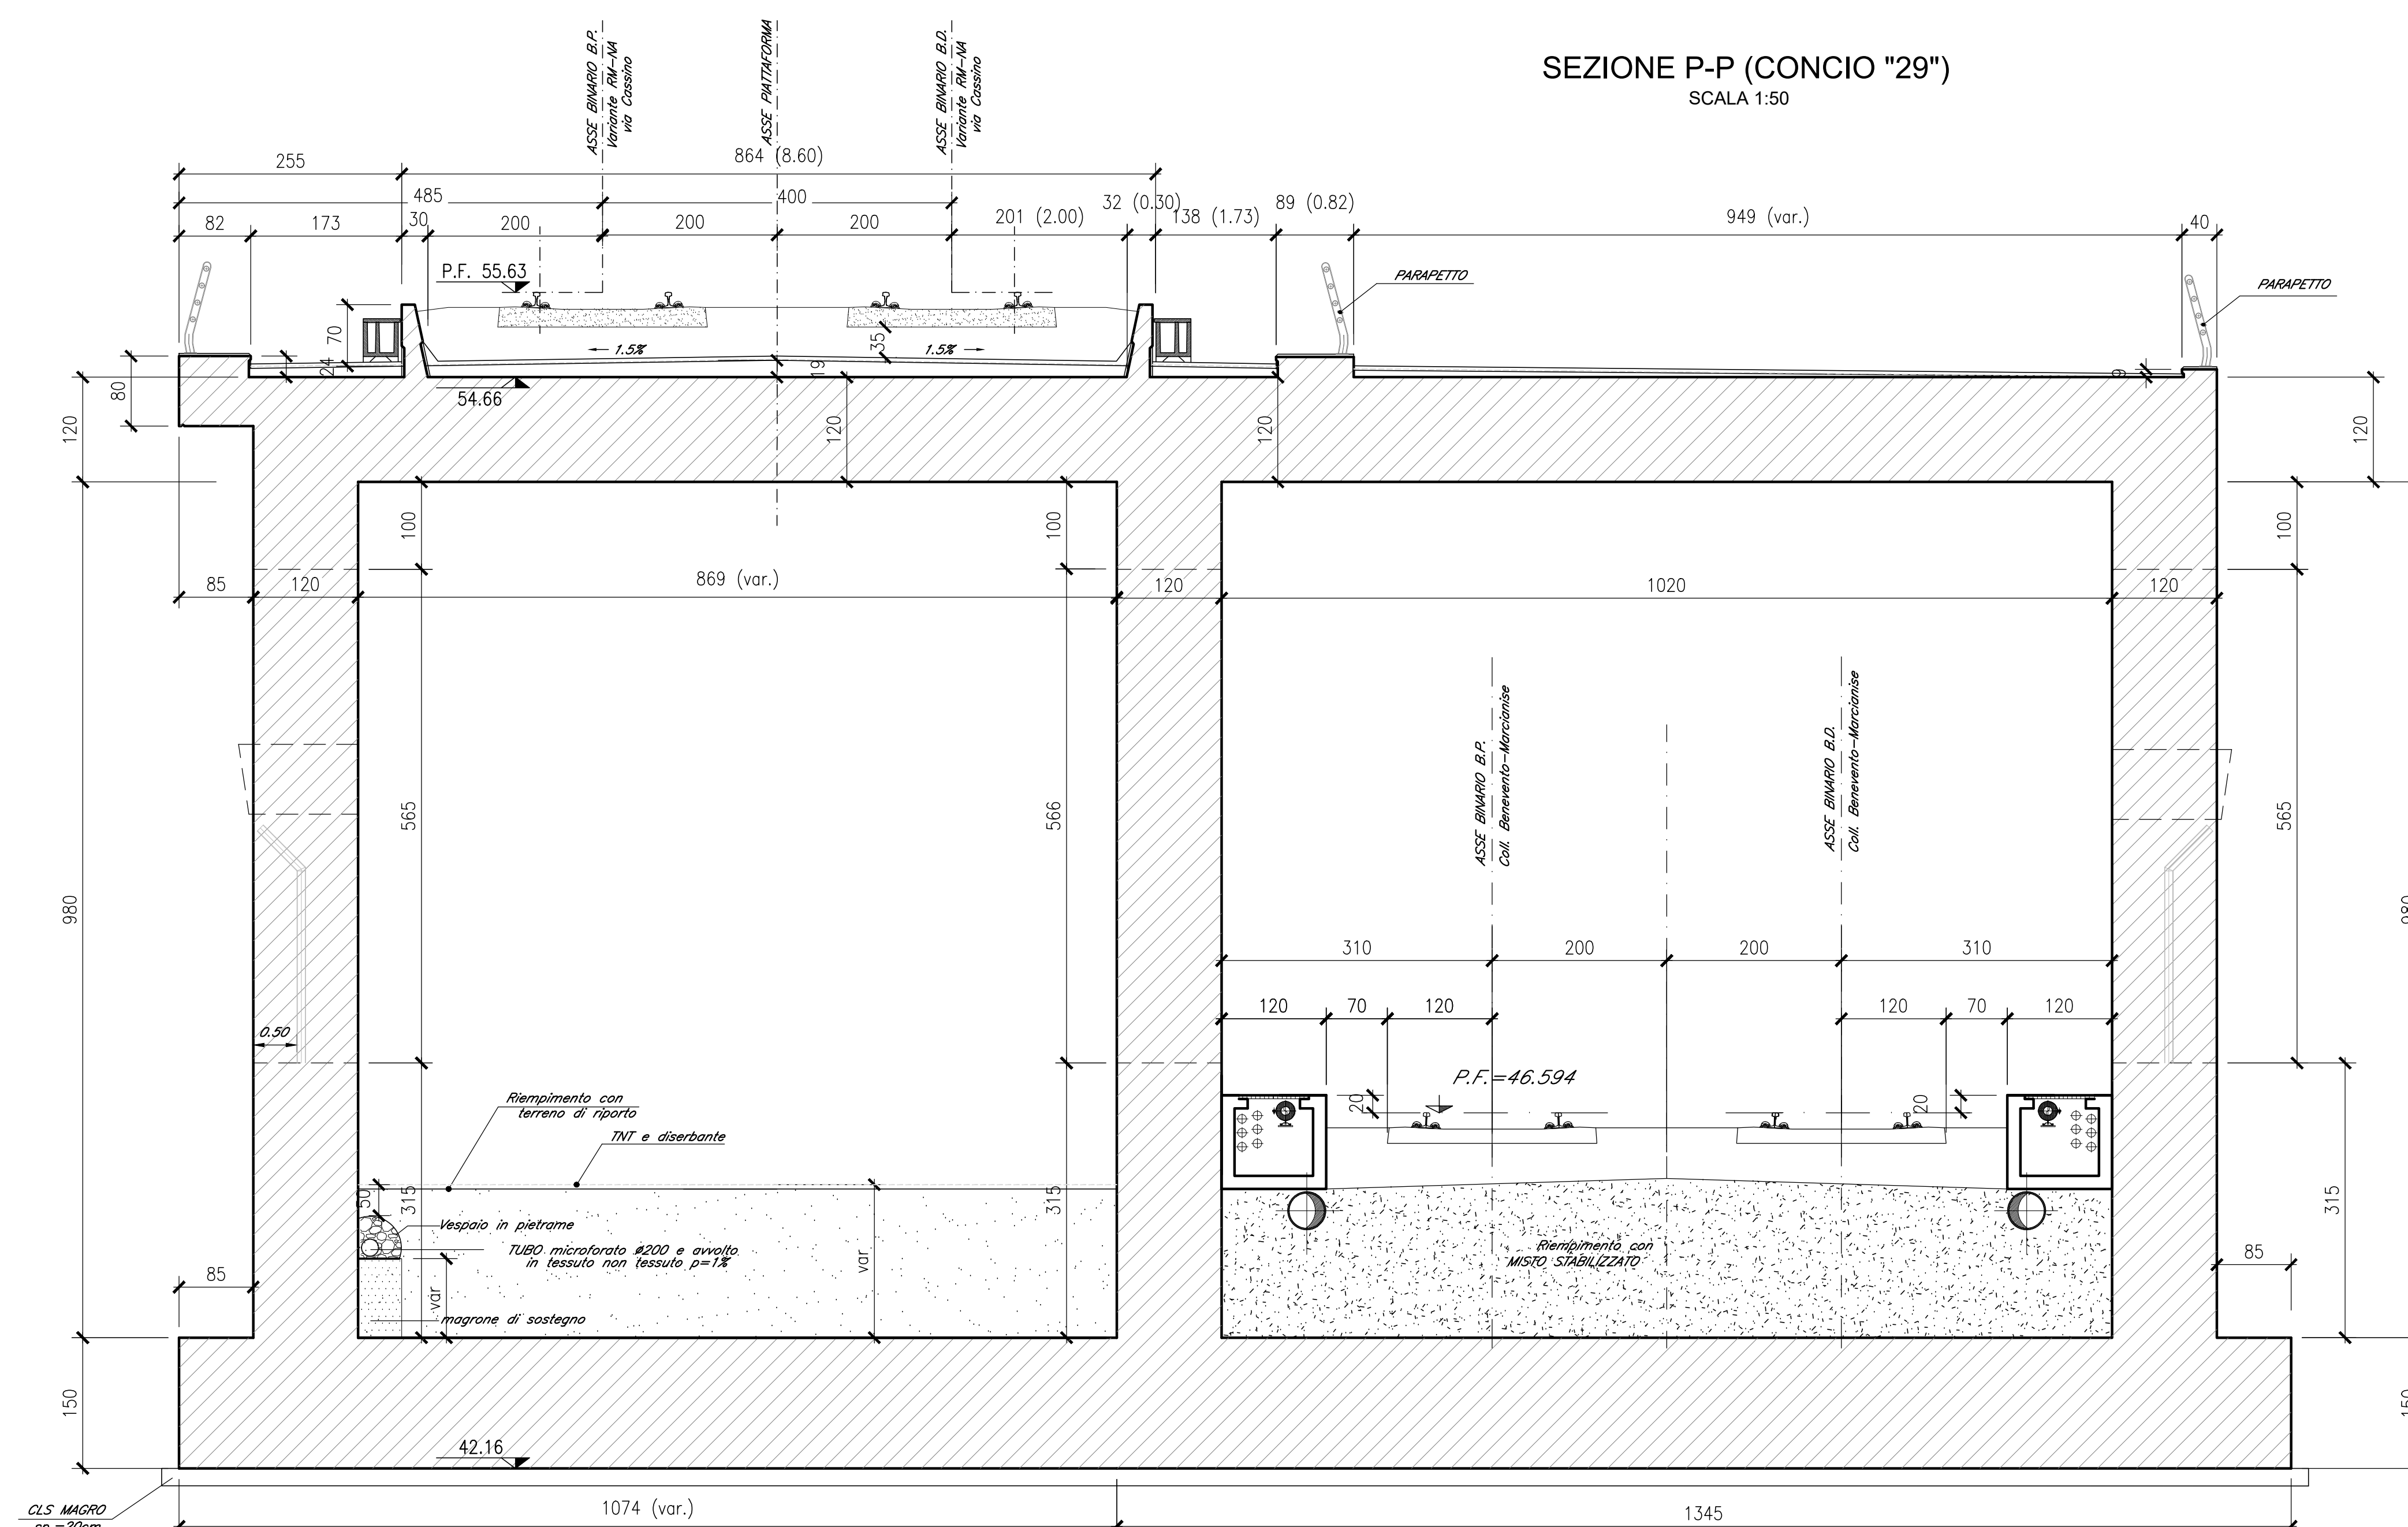 SEZIONE P-P (CONCIO "29")
SCALA 1:50
ASSE BINARIO B.P.
Variante RM-NA
via Cassino
ASSE PIATTAFORMA
ASSE BINARIO B.D.
Variante RM-NA
via Cassino
255
864 (8.60)
485
400
32 (0.30)
89 (0.82)
82
173
30
200
200
200
201 (2.00)
138 (1.73)
949 (var.)
40
P.F. 55.63
PARAPETTO
PARAPETTO
70
35
1.5%
1.5%
24
19
9
80
54.66
120
120
120
120
100
100
100
85
120
869 (var.)
120
1020
120
ASSE BINARIO B.P.
Coll. Benevento-Marcianise
ASSE BINARIO B.D.
Coll. Benevento-Marcianise
565
566
565
980
980
310
200
200
310
120
70
120
120
70
120
0.50
P.F.=46.594
20
20
Riempimento con
terreno di riporto
TNT e diserbante
50
315
315
315
Vespaio in pietrame
TUBO microforato ø200 e avvolto
in tessuto non tessuto p=1%
var
var
magrone di sostegno
Riempimento con
MISTO STABILIZZATO
85
85
150
150
42.16
CLS MAGRO
sp.=20cm
1074 (var.)
1345